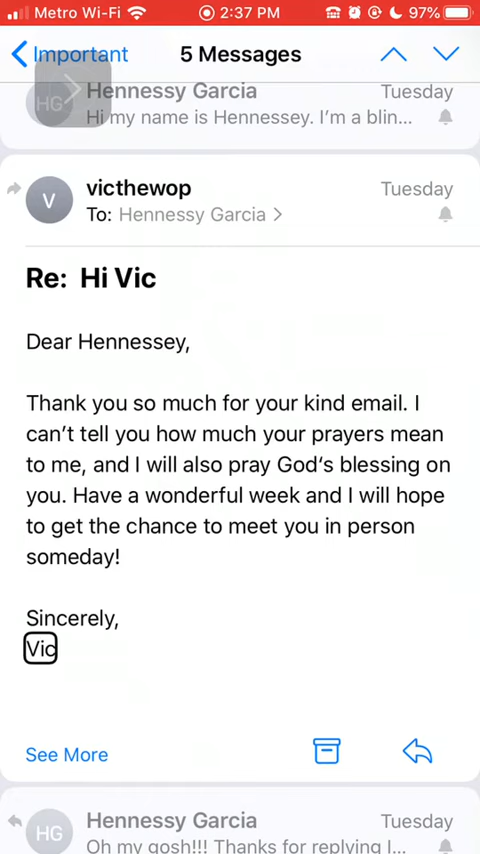 Metro Wi-Fi 2:37 PM 97%
Important 5 Messages
HG Hennessy Garcia Tuesday
Hi my name is Hennessey. I’m a blin...
V victhewop Tuesday
To: Hennessy Garcia
Re: Hi Vic
Dear Hennessey,
Thank you so much for your kind email. I
can’t tell you how much your prayers mean
to me, and I will also pray God‘s blessing on
you. Have a wonderful week and I will hope
to get the chance to meet you in person
someday!
Sincerely,
Vic
See More
HG Hennessy Garcia Tuesday
Oh my gosh!!! Thanks for replying I...